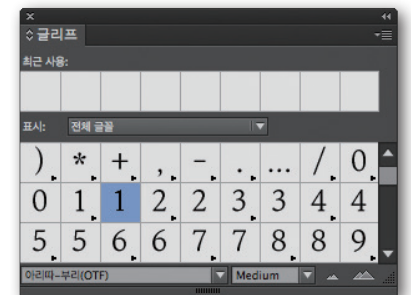 글리프
최근 사용:
표시: 전체 글꼴
) * + , - . … / 0
0 1 1 2 2 3 3 4 4
5 5 6 6 7 7 8 8 9
아리따-부리(OTF) Medium